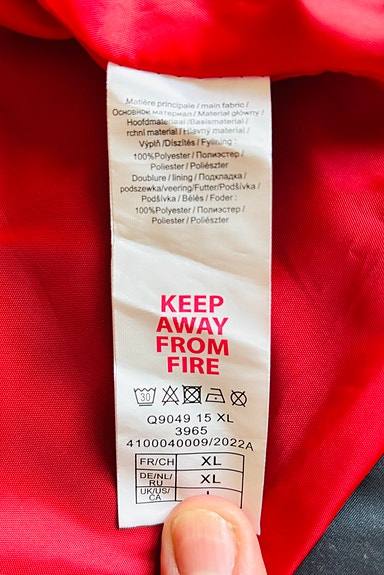 Matière principale / main fabric /
Основной материал / Materiał główny /
Hoofdmateriaal /Basismaterial /
rchní material / Hlavný materiál /
Výplň /Díszítés / Fyllning :
100%Polyester / Полиэстер /
Poliester / Poliészter
Doublure / lining / Подкладка /
podszewka/veering/Futter/Podšívka /
Podšívka / Bélés / Foder :
100%Polyester / Полиэстер /
Poliester / Poliészter
KEEP
AWAY
FROM
FIRE
30
Q9049 15 XL
3965
4100040009/2022A
FR/CH XL
DE/NL/
RU XL
UK/US/
CA L